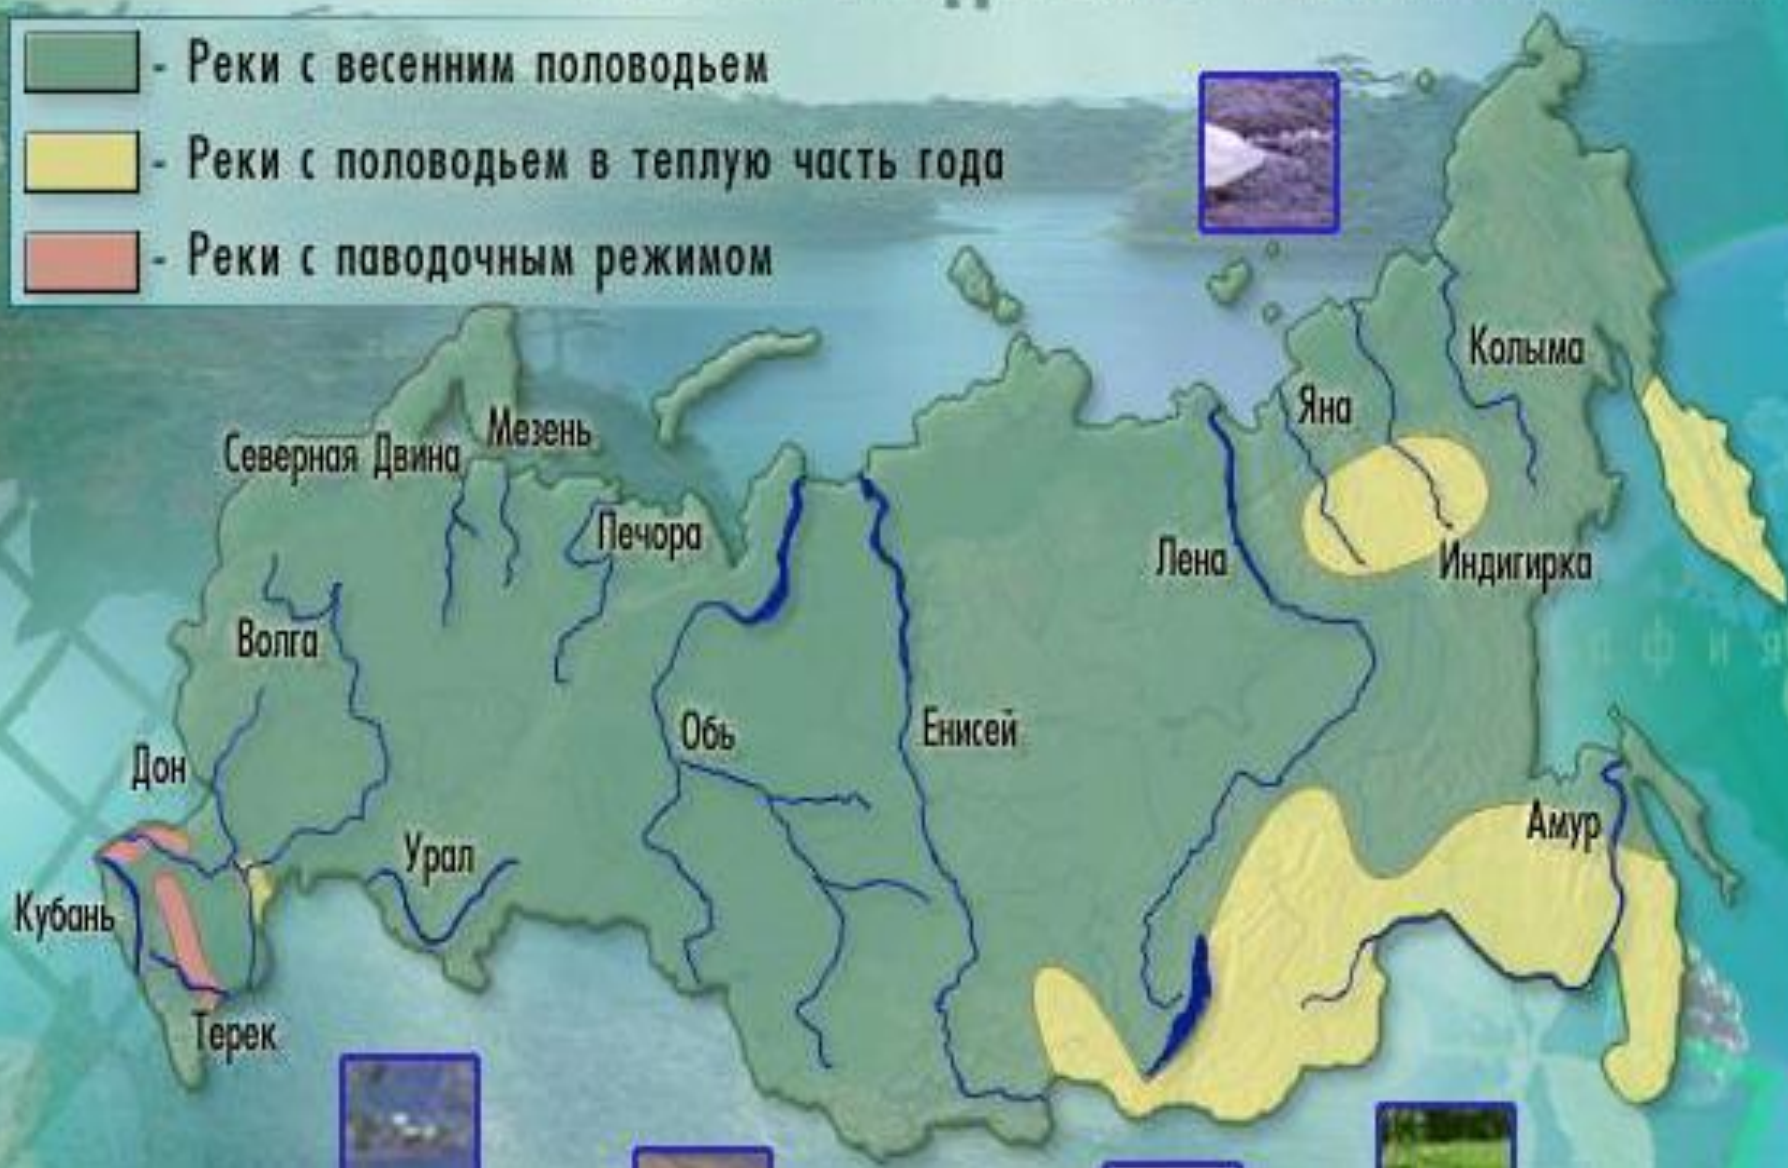 - Реки с весенним половодьем
- Реки с половодьем в теплую часть года
- Реки с паводочным режимом
Колыма
Яна
Мезень
Северная Двина
Печора
Лена
Индигирка
Волга
Обь
Енисей
Дон
Амур
Урал
Кубань
Терек